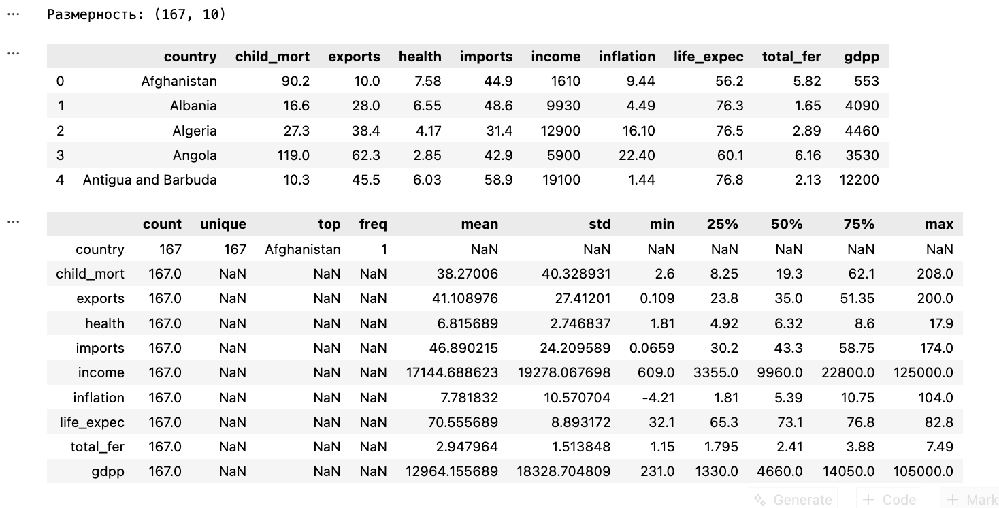 Размерность: (167, 10)
country child_mort exports health imports income inflation life_expec total_fer gdpp
0 Afghanistan 90.2 10.0 7.58 44.9 1610 9.44 56.2 5.82 553
1 Albania 16.6 28.0 6.55 48.6 9930 4.49 76.3 1.65 4090
2 Algeria 27.3 38.4 4.17 31.4 12900 16.10 76.5 2.89 4460
3 Angola 119.0 62.3 2.85 42.9 5900 22.40 60.1 6.16 3530
4 Antigua and Barbuda 10.3 45.5 6.03 58.9 19100 1.44 76.8 2.13 12200
count unique top freq mean std min 25% 50% 75% max
country 167 167 Afghanistan 1 NaN NaN NaN NaN NaN NaN NaN
child_mort 167.0 NaN NaN NaN 38.27006 40.328931 2.6 8.25 19.3 62.1 208.0
exports 167.0 NaN NaN NaN 41.108976 27.41201 0.109 23.8 35.0 51.35 200.0
health 167.0 NaN NaN NaN 6.815689 2.746837 1.81 4.92 6.32 8.6 17.9
imports 167.0 NaN NaN NaN 46.890215 24.209589 0.0659 30.2 43.3 58.75 174.0
income 167.0 NaN NaN NaN 17144.688623 19278.067698 609.0 3355.0 9960.0 22800.0 125000.0
inflation 167.0 NaN NaN NaN 7.781832 10.570704 -4.21 1.81 5.39 10.75 104.0
life_expec 167.0 NaN NaN NaN 70.555689 8.893172 32.1 65.3 73.1 76.8 82.8
total_fer 167.0 NaN NaN NaN 2.947964 1.513848 1.15 1.795 2.41 3.88 7.49
gdpp 167.0 NaN NaN NaN 12964.155689 18328.704809 231.0 1330.0 4660.0 14050.0 105000.0
Generate + Code + Mark